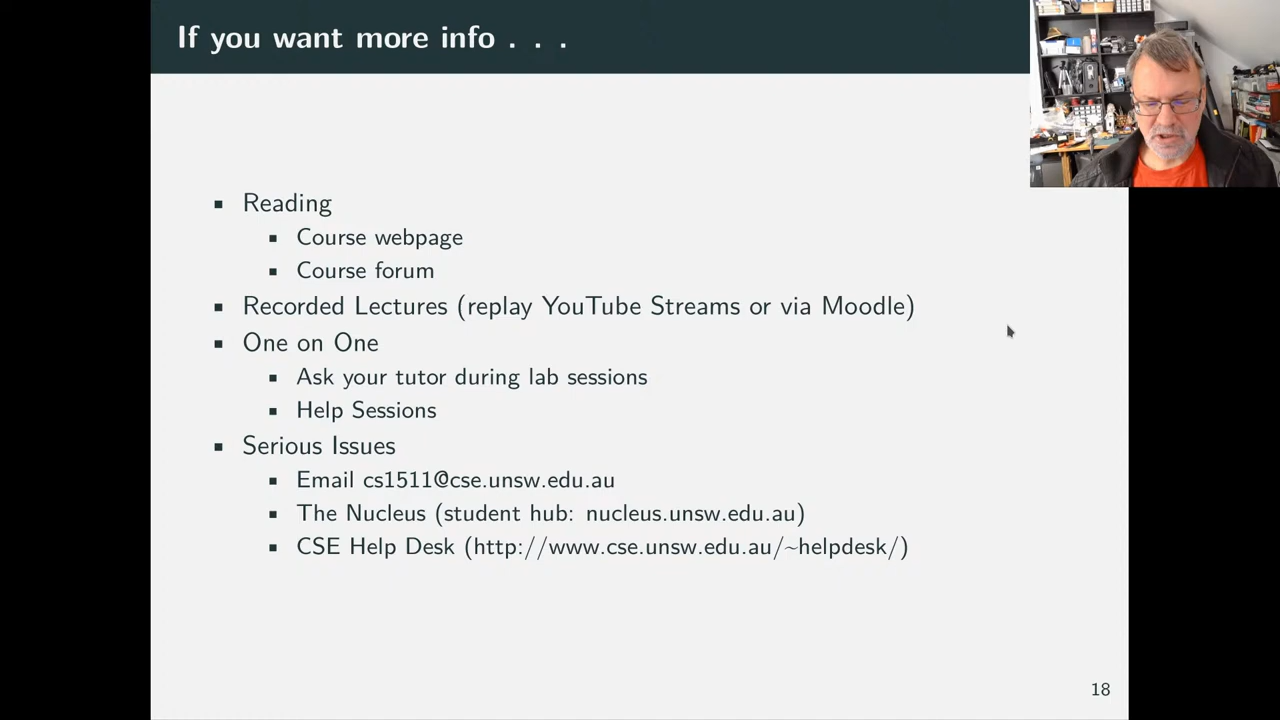 If you want more info . . .
Reading
Course webpage
Course forum
Recorded Lectures (replay YouTube Streams or via Moodle)
One on One
Ask your tutor during lab sessions
Help Sessions
Serious Issues
Email cs1511@cse.unsw.edu.au
The Nucleus (student hub: nucleus.unsw.edu.au)
CSE Help Desk (http://www.cse.unsw.edu.au/~helpdesk/)
18